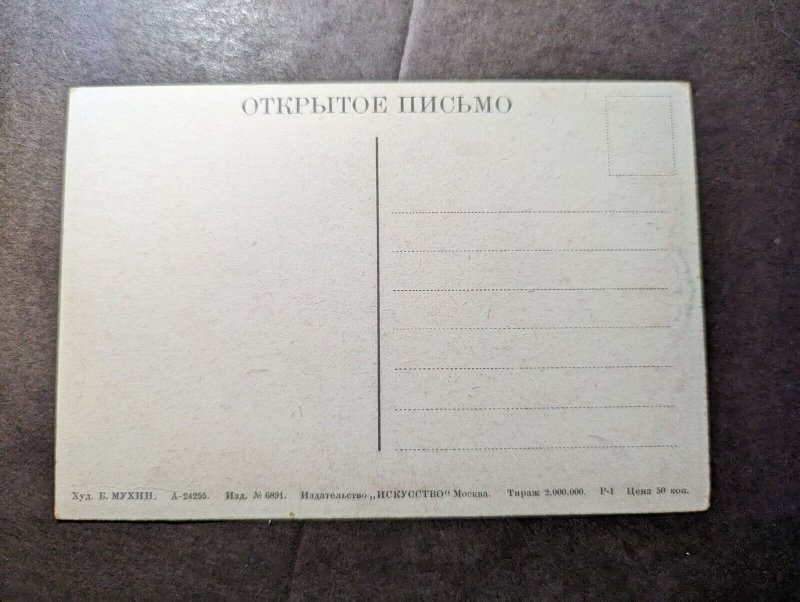 ОТКРЫТОЕ ПИСЬМО
Худ. Б. МУХИН. А-24255. Изд. № 6891. Издательство „ИСКУССТВО“ Москва. Тираж 2.000.000. Р-1 Цена 50 коп.